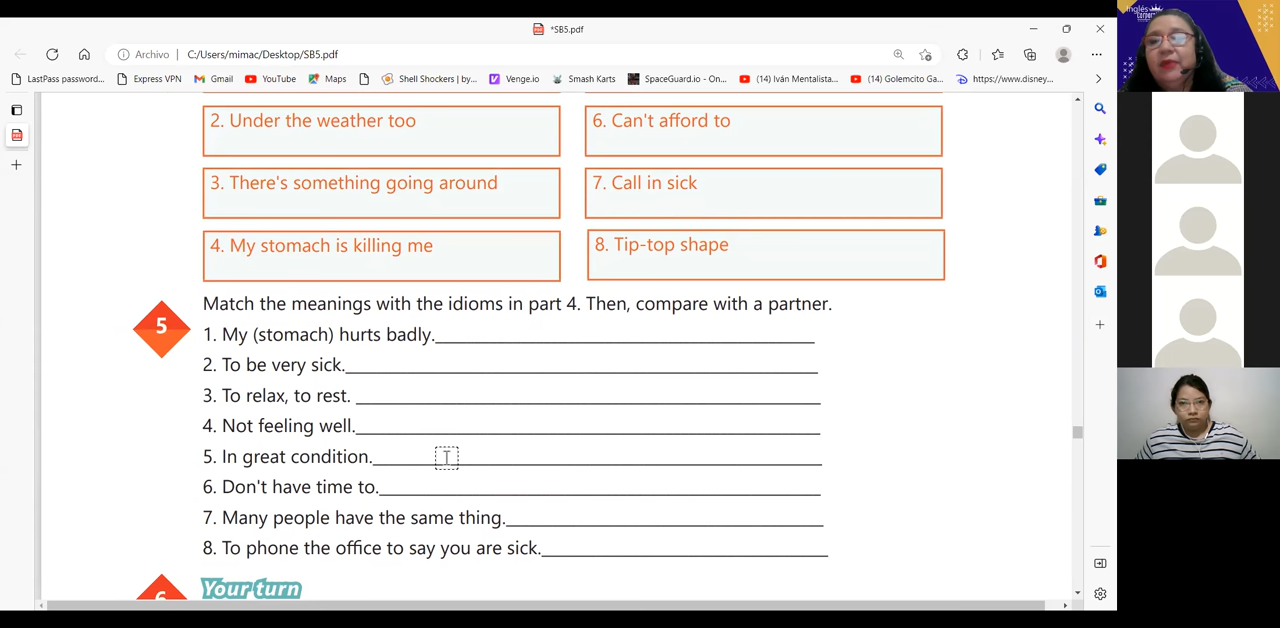 *SB5.pdf
Archivo
C:/Users/mimac/Desktop/SB5.pdf
LastPass password...
Express VPN
Gmail
YouTube
Maps
Shell Shockers | by...
Venge.io
Smash Karts
SpaceGuard.io - On...
(14) Iván Mentalista...
(14) Golemcito Ga...
https://www.disney...
2. Under the weather too
6. Can't afford to
3. There's something going around
7. Call in sick
4. My stomach is killing me
8. Tip-top shape
5
Match the meanings with the idioms in part 4. Then, compare with a partner.
1. My (stomach) hurts badly.
2. To be very sick.
3. To relax, to rest.
4. Not feeling well.
5. In great condition.
6. Don't have time to.
7. Many people have the same thing.
8. To phone the office to say you are sick.
6
Your turn
Inglés
Corpor